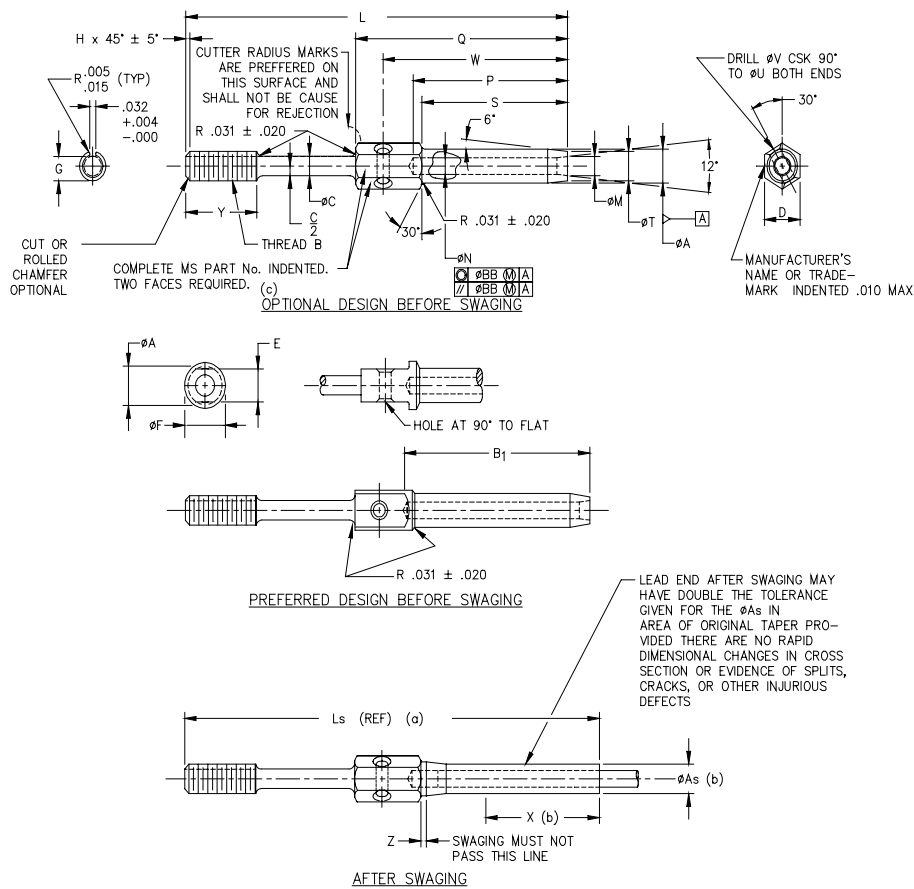 L
H x 45° ± 5°
Q
CUTTER RADIUS MARKS
ARE PREFFERED ON
THIS SURFACE AND
SHALL NOT BE CAUSE
FOR REJECTION
W
P
S
DRILL ØV CSK 90°
TO ØU BOTH ENDS
R .005
.015 (TYP)
.032
+.004
-.000
R .031 ± .020
6°
30°
G
12°
Y
ØC
C
2
30°
R .031 ± .020
ØM
ØT
A
ØA
D
CUT OR
ROLLED
CHAMFER
OPTIONAL
THREAD B
ØN
COMPLETE MS PART No. INDENTED.
TWO FACES REQUIRED. (c)
ØBB M A
// ØBB M A
MANUFACTURER'S
NAME OR TRADE-
MARK INDENTED .010 MAX
OPTIONAL DESIGN BEFORE SWAGING
ØA
E
ØF
HOLE AT 90° TO FLAT
B1
R .031 ± .020
PREFERRED DESIGN BEFORE SWAGING
LEAD END AFTER SWAGING MAY
HAVE DOUBLE THE TOLERANCE
GIVEN FOR THE ØAs IN
AREA OF ORIGINAL TAPER PRO-
VIDED THERE ARE NO RAPID
DIMENSIONAL CHANGES IN CROSS
SECTION OR EVIDENCE OF SPLITS,
CRACKS, OR OTHER INJURIOUS
DEFECTS
Ls (REF) (a)
ØAs (b)
X (b)
Z
SWAGING MUST NOT
PASS THIS LINE
AFTER SWAGING